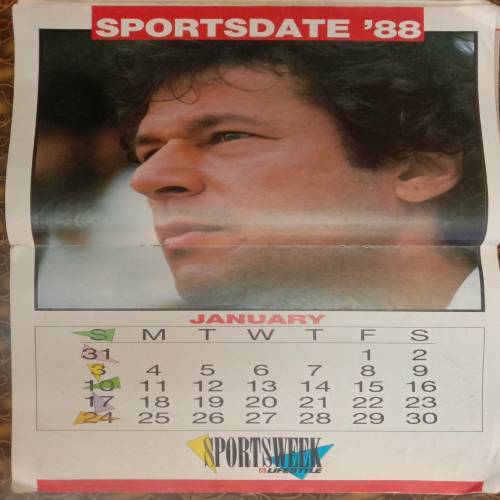 SPORTSDATE '88
JANUARY
S M T W T F S
31 1 2
3 4 5 6 7 8 9
10 11 12 13 14 15 16
17 18 19 20 21 22 23
24 25 26 27 28 29 30
SPORTSWEEK
& LIFESTYLE